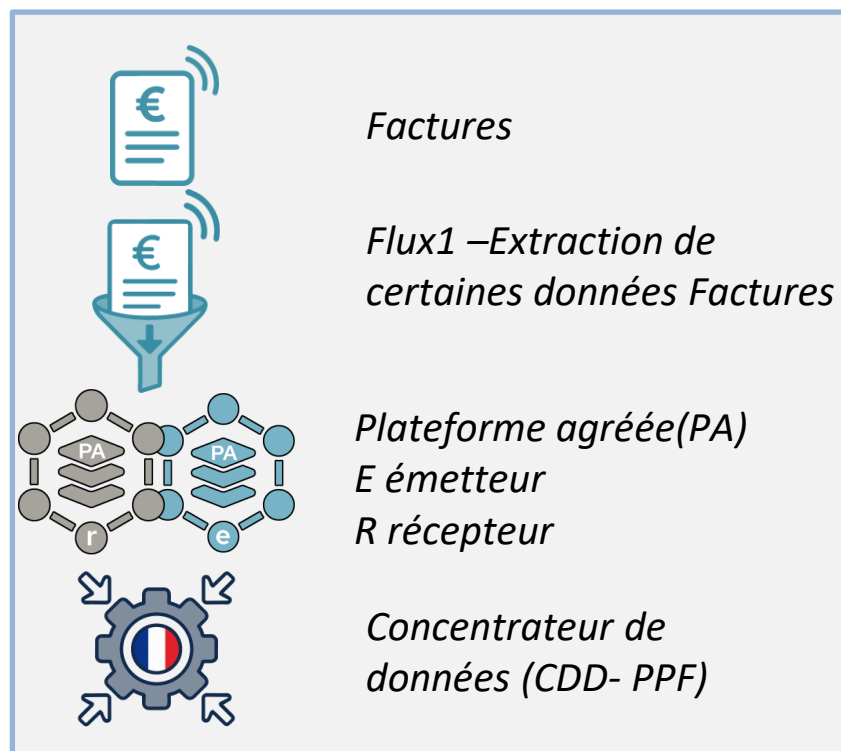 €
Factures
€
Flux1 –Extraction de
certaines données Factures
PA
PA
r
e
Plateforme agréée(PA)
E émetteur
R récepteur
Concentrateur de
données (CDD- PPF)